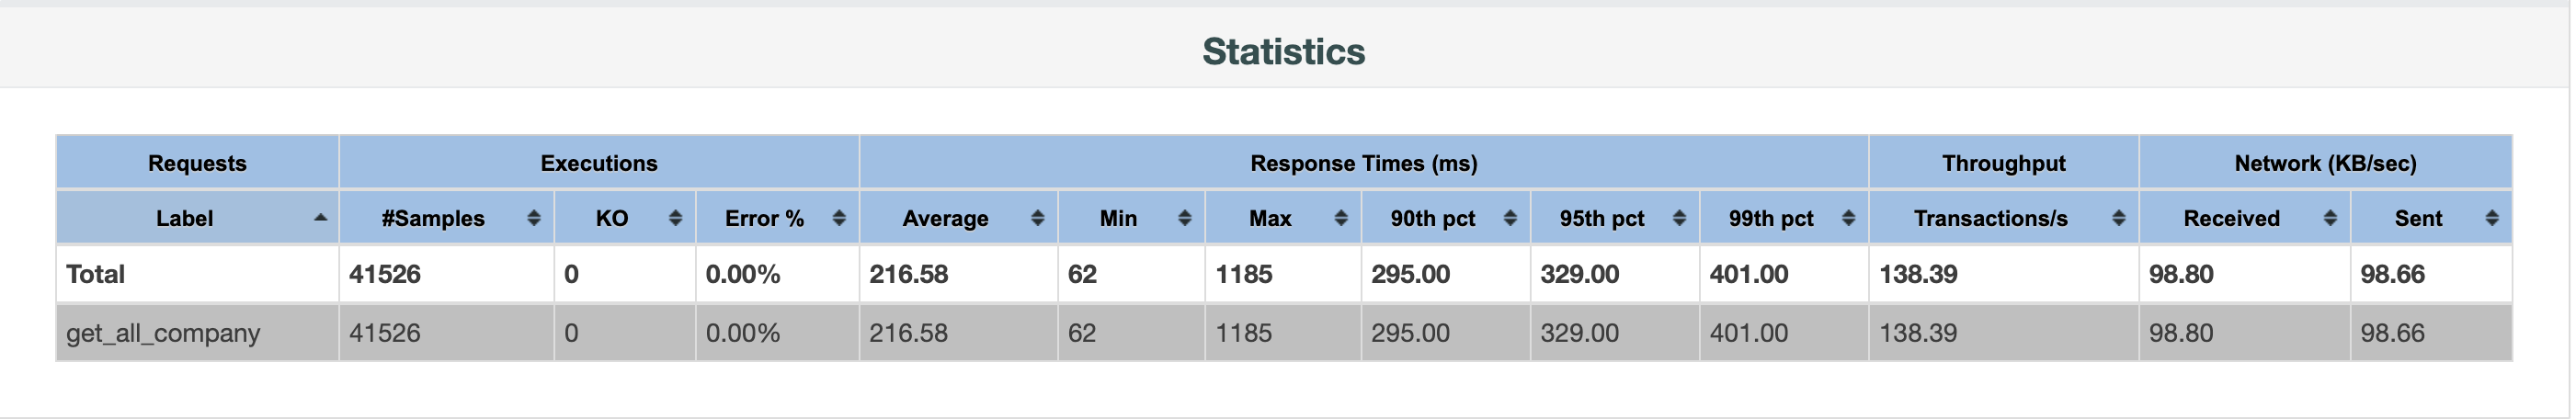 Statistics
Requests Executions Response Times (ms) Throughput Network (KB/sec)
Label #Samples KO Error % Average Min Max 90th pct 95th pct 99th pct Transactions/s Received Sent
Total 41526 0 0.00% 216.58 62 1185 295.00 329.00 401.00 138.39 98.80 98.66
get_all_company 41526 0 0.00% 216.58 62 1185 295.00 329.00 401.00 138.39 98.80 98.66